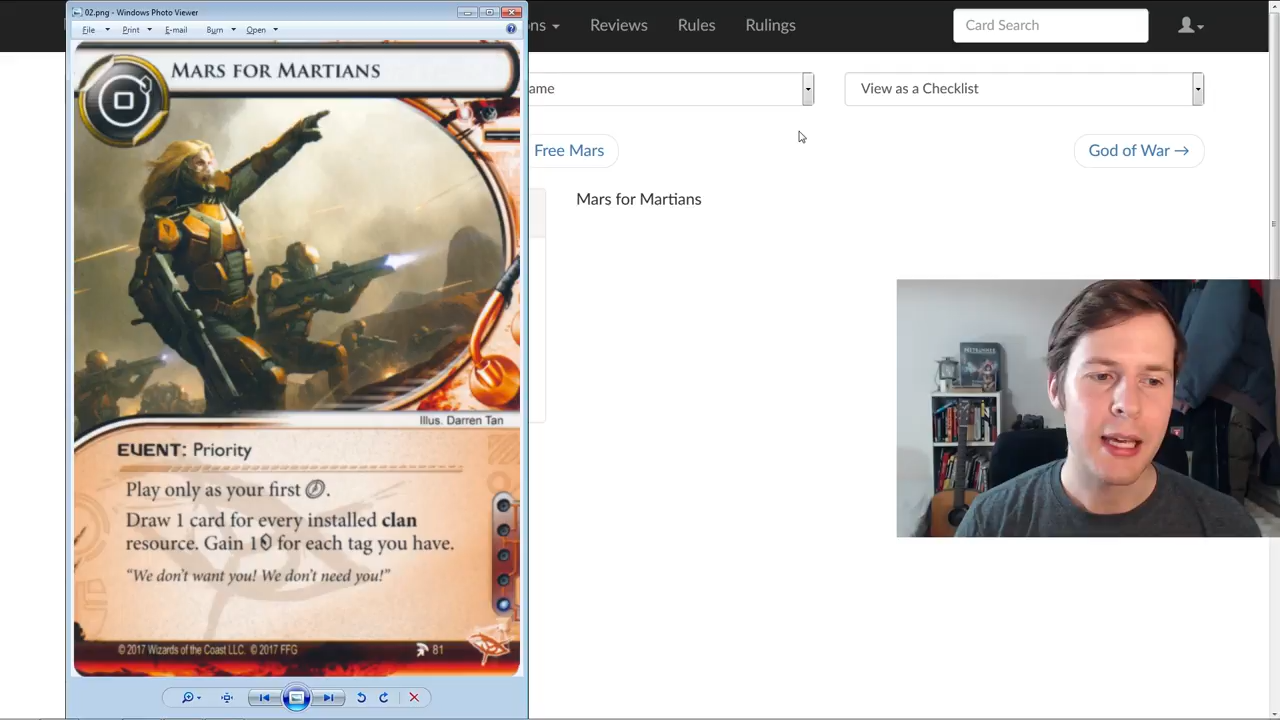 02.png - Windows Photo Viewer
File
Print
E-mail
Burn
Open
ons
Reviews
Rules
Rulings
Card Search
MARS FOR MARTIANS
ame
View as a Checklist
Free Mars
God of War →
Mars for Martians
Illus. Darren Tan
EVENT: Priority
Play only as your first
Draw 1 card for every installed clan
resource. Gain 1 for each tag you have.
"We don't want you! We don't need you!"
© 2017 Wizards of the Coast LLC. © 2017 FFG
81